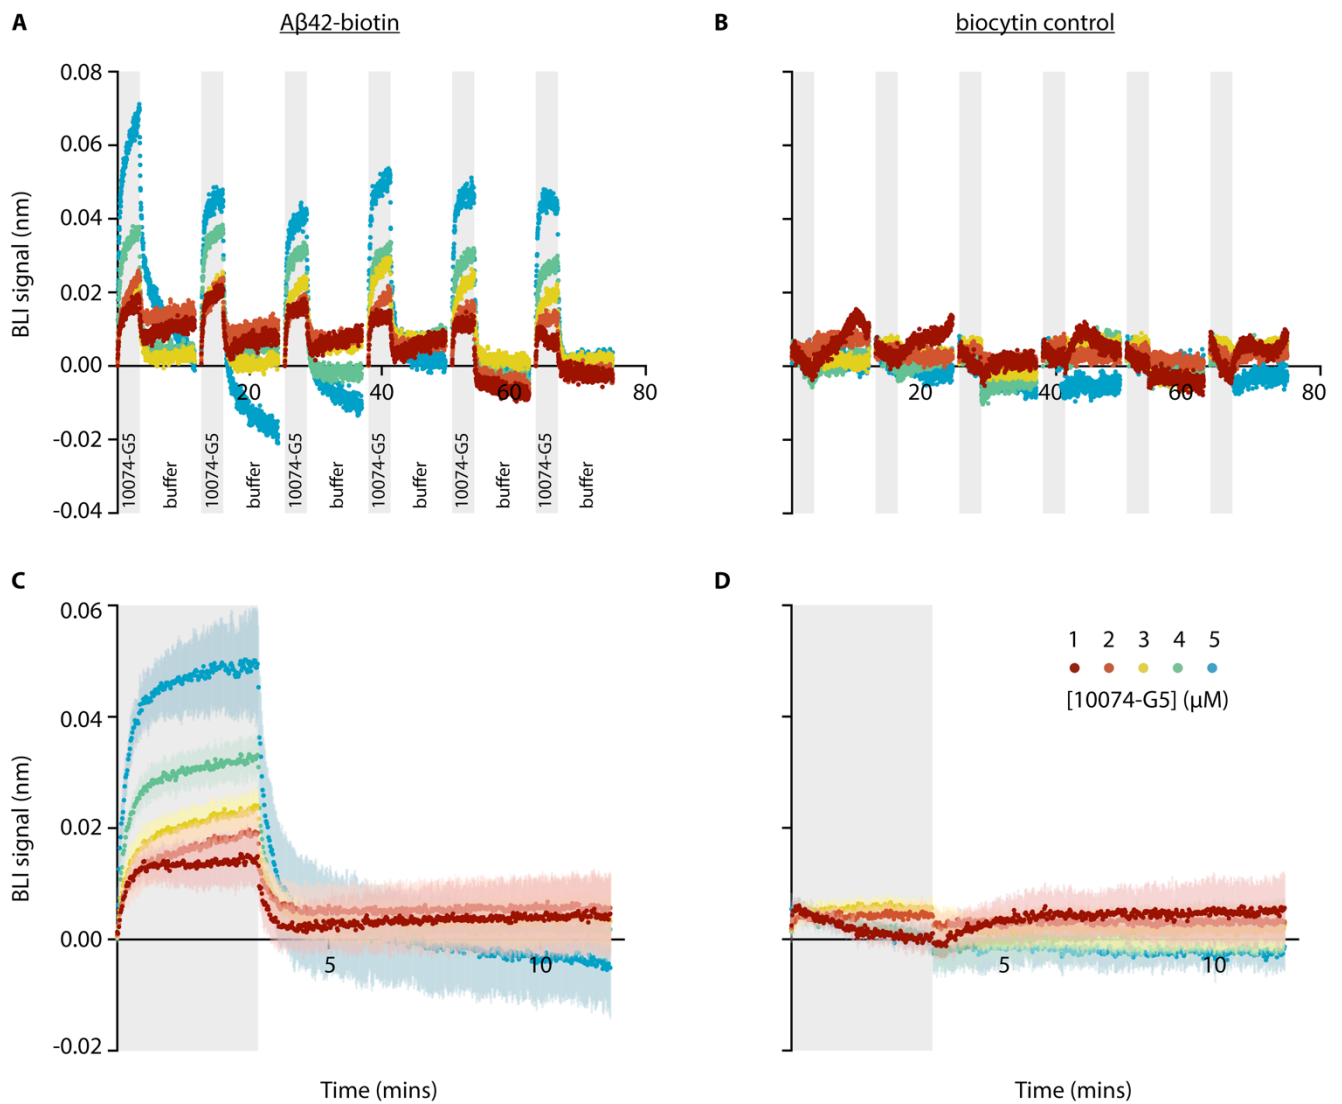 A
Aβ42-biotin
B
biocytin control
0.08
0.06
0.04
0.02
0.00
-0.02
-0.04
BLI signal (nm)
20
40
60
80
10074-G5
buffer
10074-G5
buffer
10074-G5
buffer
10074-G5
buffer
10074-G5
buffer
10074-G5
buffer
20
40
60
80
C
D
0.06
0.04
0.02
0.00
-0.02
BLI signal (nm)
5
10
Time (mins)
1 2 3 4 5
[10074-G5] (μM)
5
10
Time (mins)